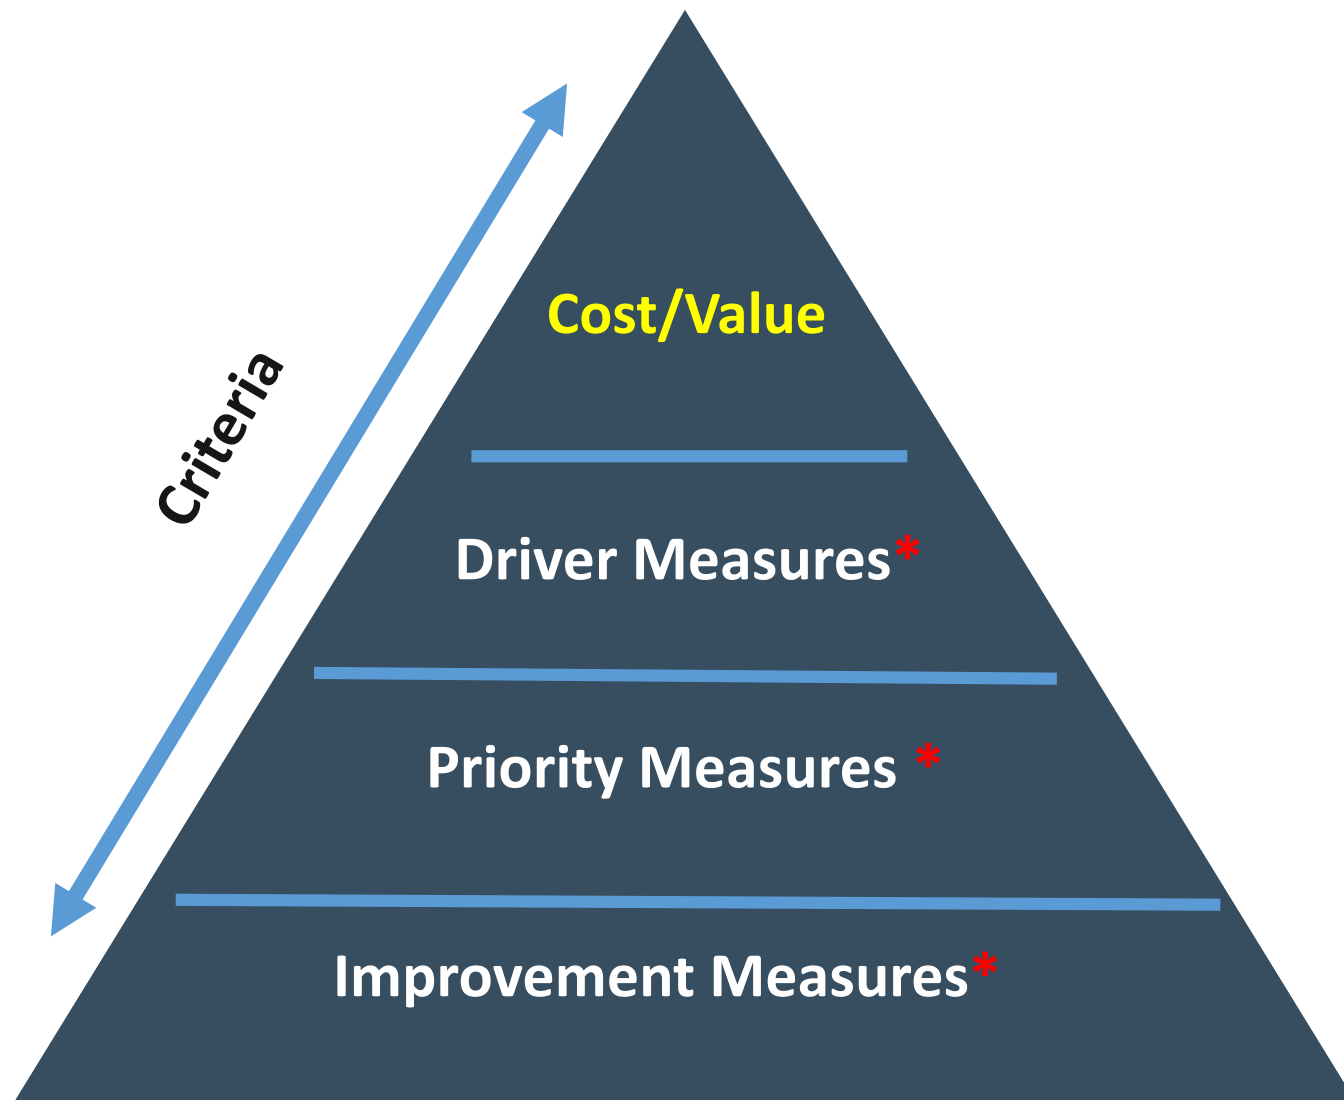 Cost/Value
Criteria
Driver Measures*
Priority Measures *
Improvement Measures*